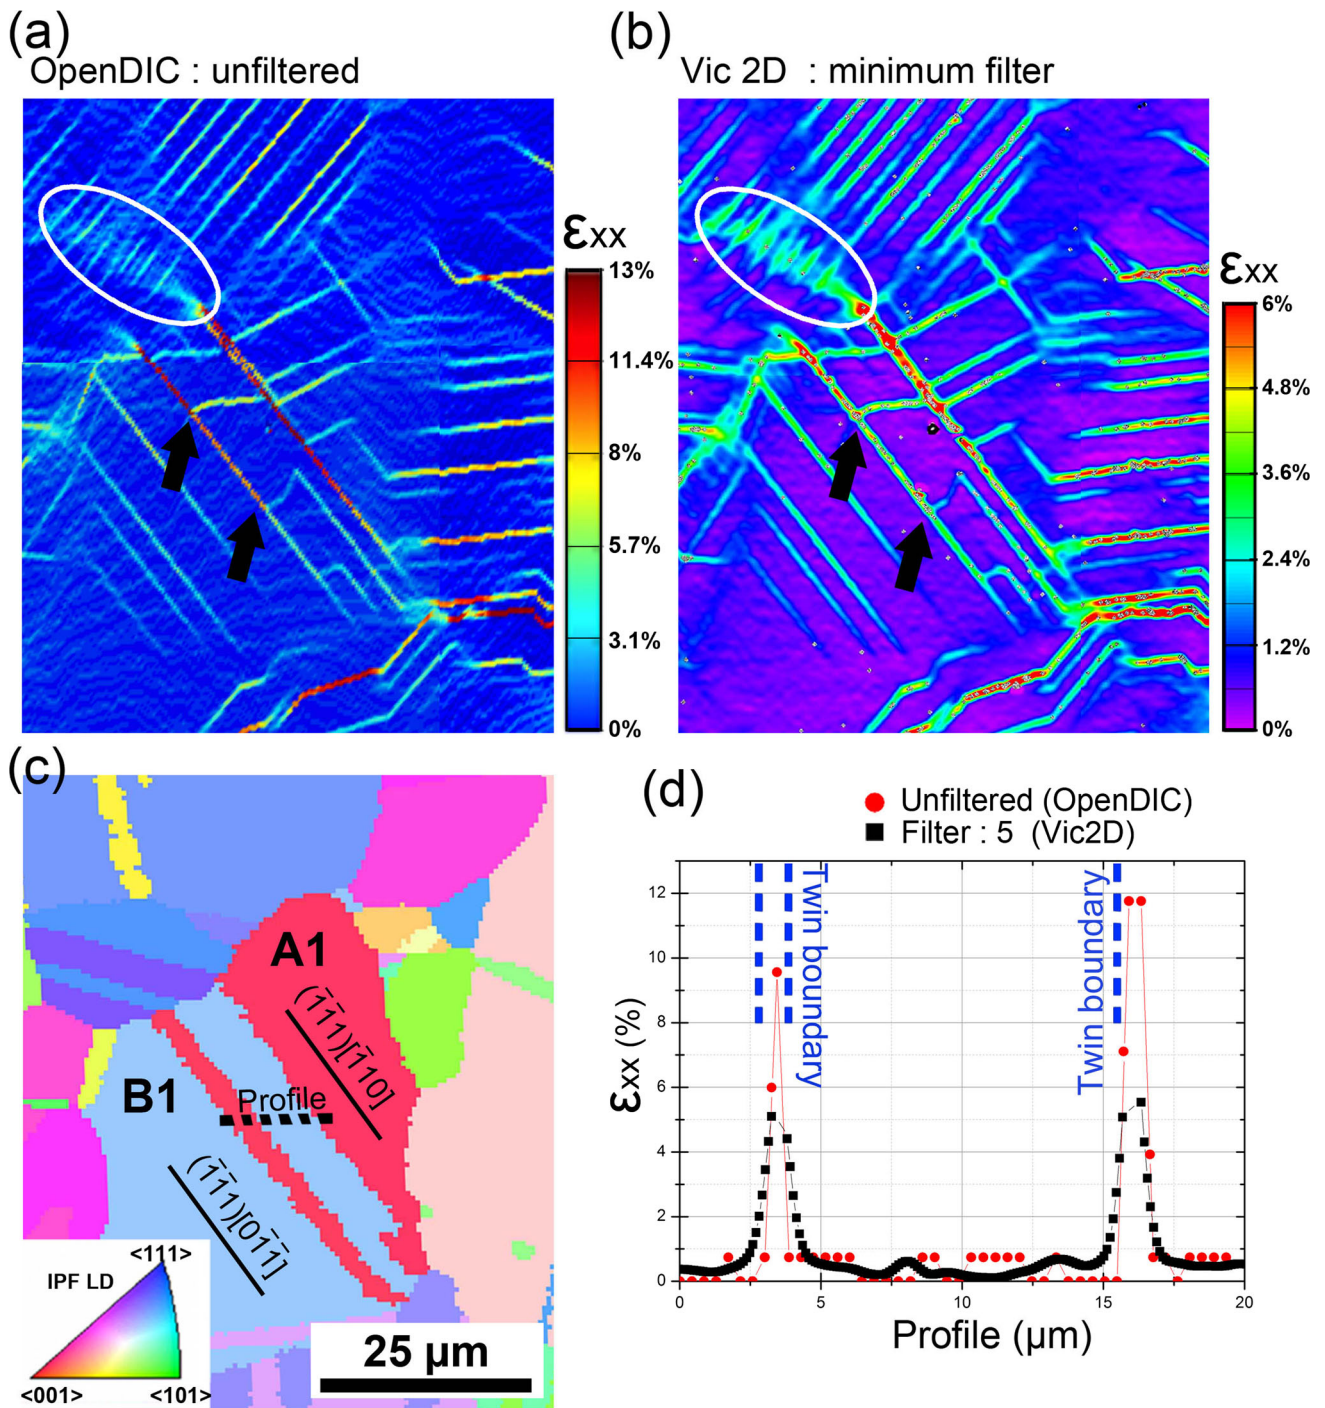 (a)
OpenDIC : unfiltered
εxx
13%
11.4%
8%
5.7%
3.1%
0%
(b)
Vic 2D : minimum filter
εxx
6%
4.8%
3.6%
2.4%
1.2%
0%
(c)
A1
(1̄1̄1)[1̄10]
B1
Profile
(1̄1̄1)[01̄1̄]
<111>
IPF LD
<001>
<101>
25 µm
(d)
Unfiltered (OpenDIC)
Filter : 5 (Vic2D)
Twin boundary
Twin boundary
εxx (%)
12
10
8
6
4
2
0
0
5
10
15
20
Profile (µm)